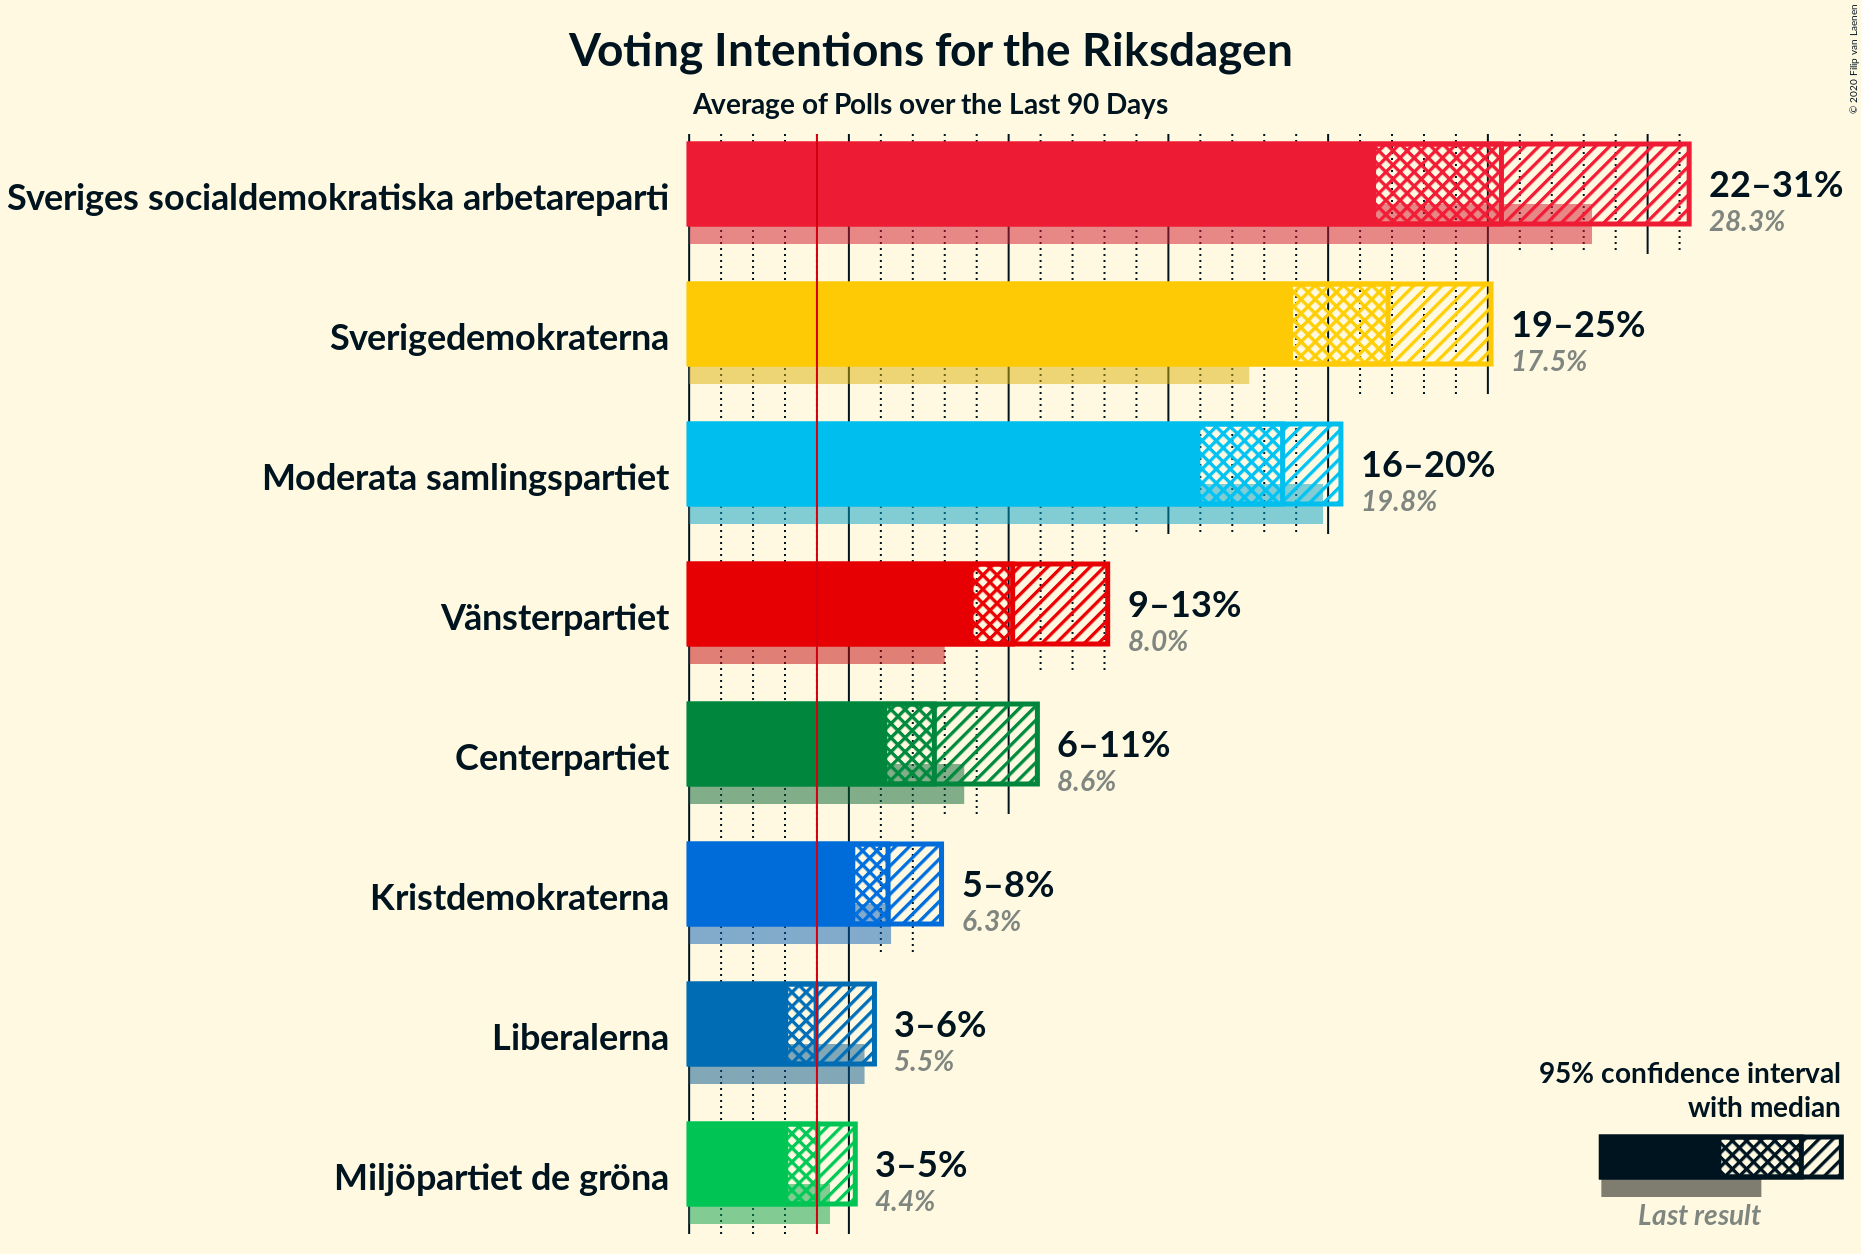 Voting Intentions for the Riksdagen
Average of Polls over the Last 90 Days
© 2020 Filip van Laenen
Sveriges socialdemokratiska arbetareparti
22–31%
28.3%
Sverigedemokraterna
19–25%
17.5%
Moderata samlingspartiet
16–20%
19.8%
Vänsterpartiet
9–13%
8.0%
Centerpartiet
6–11%
8.6%
Kristdemokraterna
5–8%
6.3%
Liberalerna
3–6%
5.5%
Miljöpartiet de gröna
3–5%
4.4%
95% confidence interval
with median
Last result